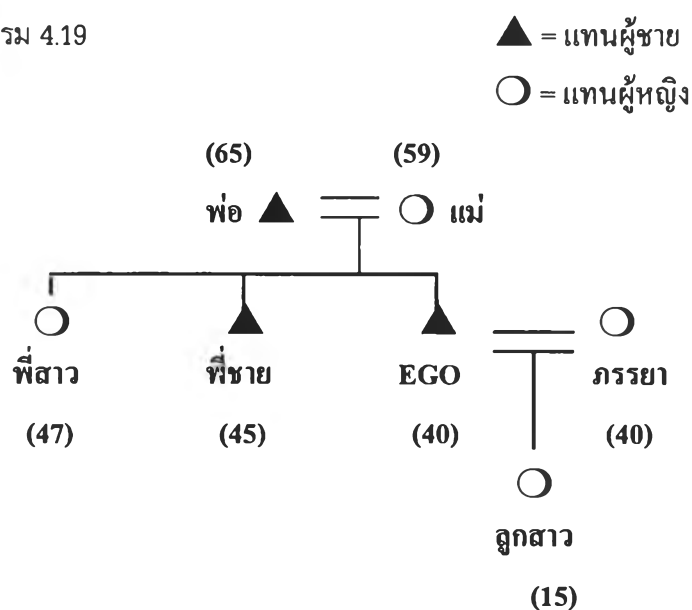 รม 4.19
▲ = แทนผู้ชาย
○ = แทนผู้หญิง
(65) (59)
พ่อ แม่
พี่สาว พี่ชาย EGO ภรรยา
(47) (45) (40) (40)
ลูกสาว
(15)